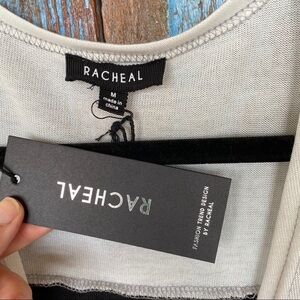 RACHEAL
M
made in
china
RACHEAL
FASHION TREND DESIGN
BY RACHEAL